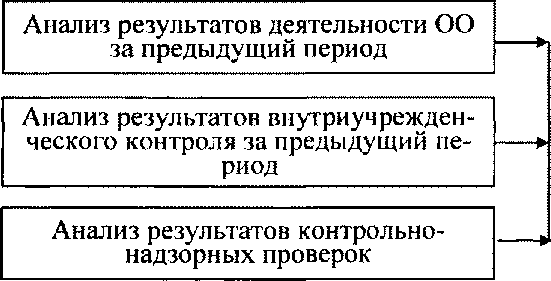 Анализ результатов деятельности ОО
за предыдущий период
Анализ результатов внутриучрежден-
ческого контроля за предыдущий пе-
риод
Анализ результатов контрольно-
надзорных проверок